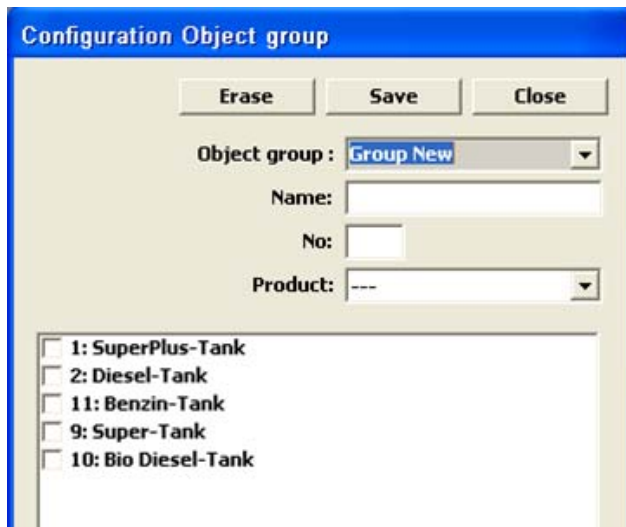 Configuration Object group
Erase Save Close
Object group : Group New
Name:
No:
Product: ---
1: SuperPlus-Tank
2: Diesel-Tank
11: Benzin-Tank
9: Super-Tank
10: Bio Diesel-Tank